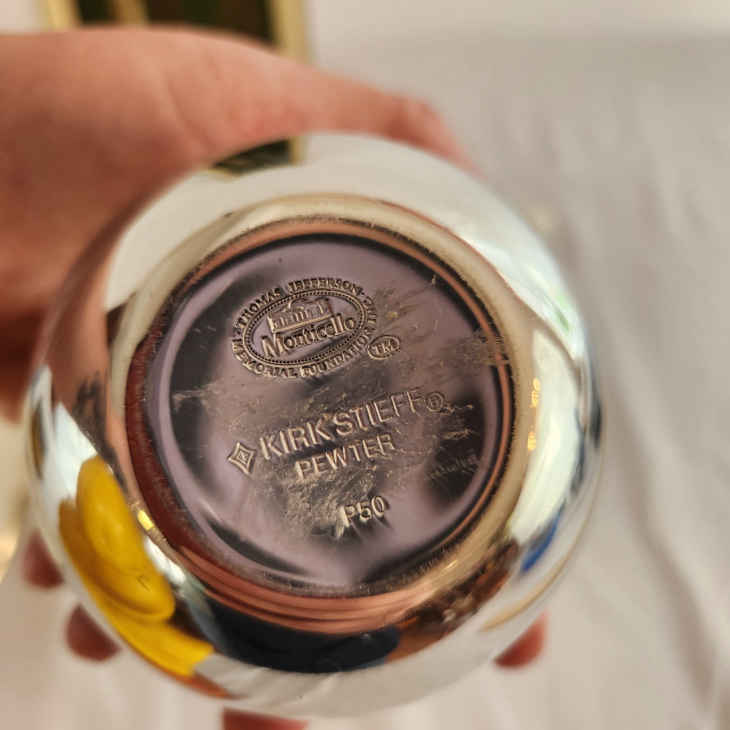 THOMAS JEFFERSON
Monticello
MEMORIAL FOUNDATION
KIRK STIEFF®
PEWTER
P50